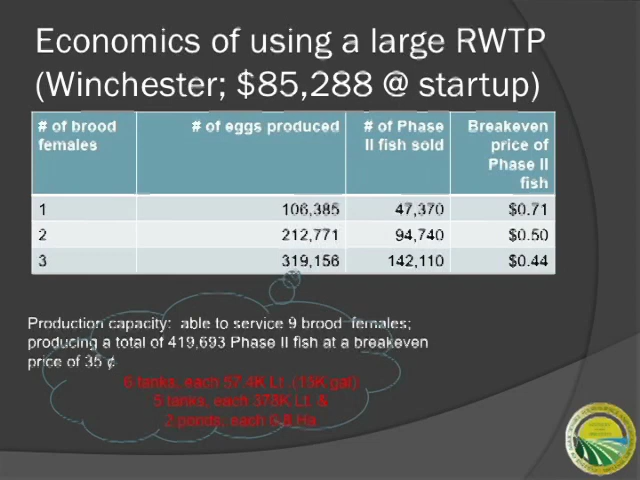 Economics of using a large RWTP
(Winchester; $85,288 @ startup)
# of brood females # of eggs produced # of Phase II fish sold Breakeven price of Phase II fish
1 106,385 47,370 $0.71
2 212,771 94,740 $0.50
3 319,156 142,110 $0.44
Production capacity: able to service 9 brood females;
producing a total of 419,693 Phase II fish at a breakeven
price of 35 ¢
6 tanks, each 57.4K Lt. (15K gal)
5 tanks, each 378K Lt. &
2 ponds, each 0.8 Ha